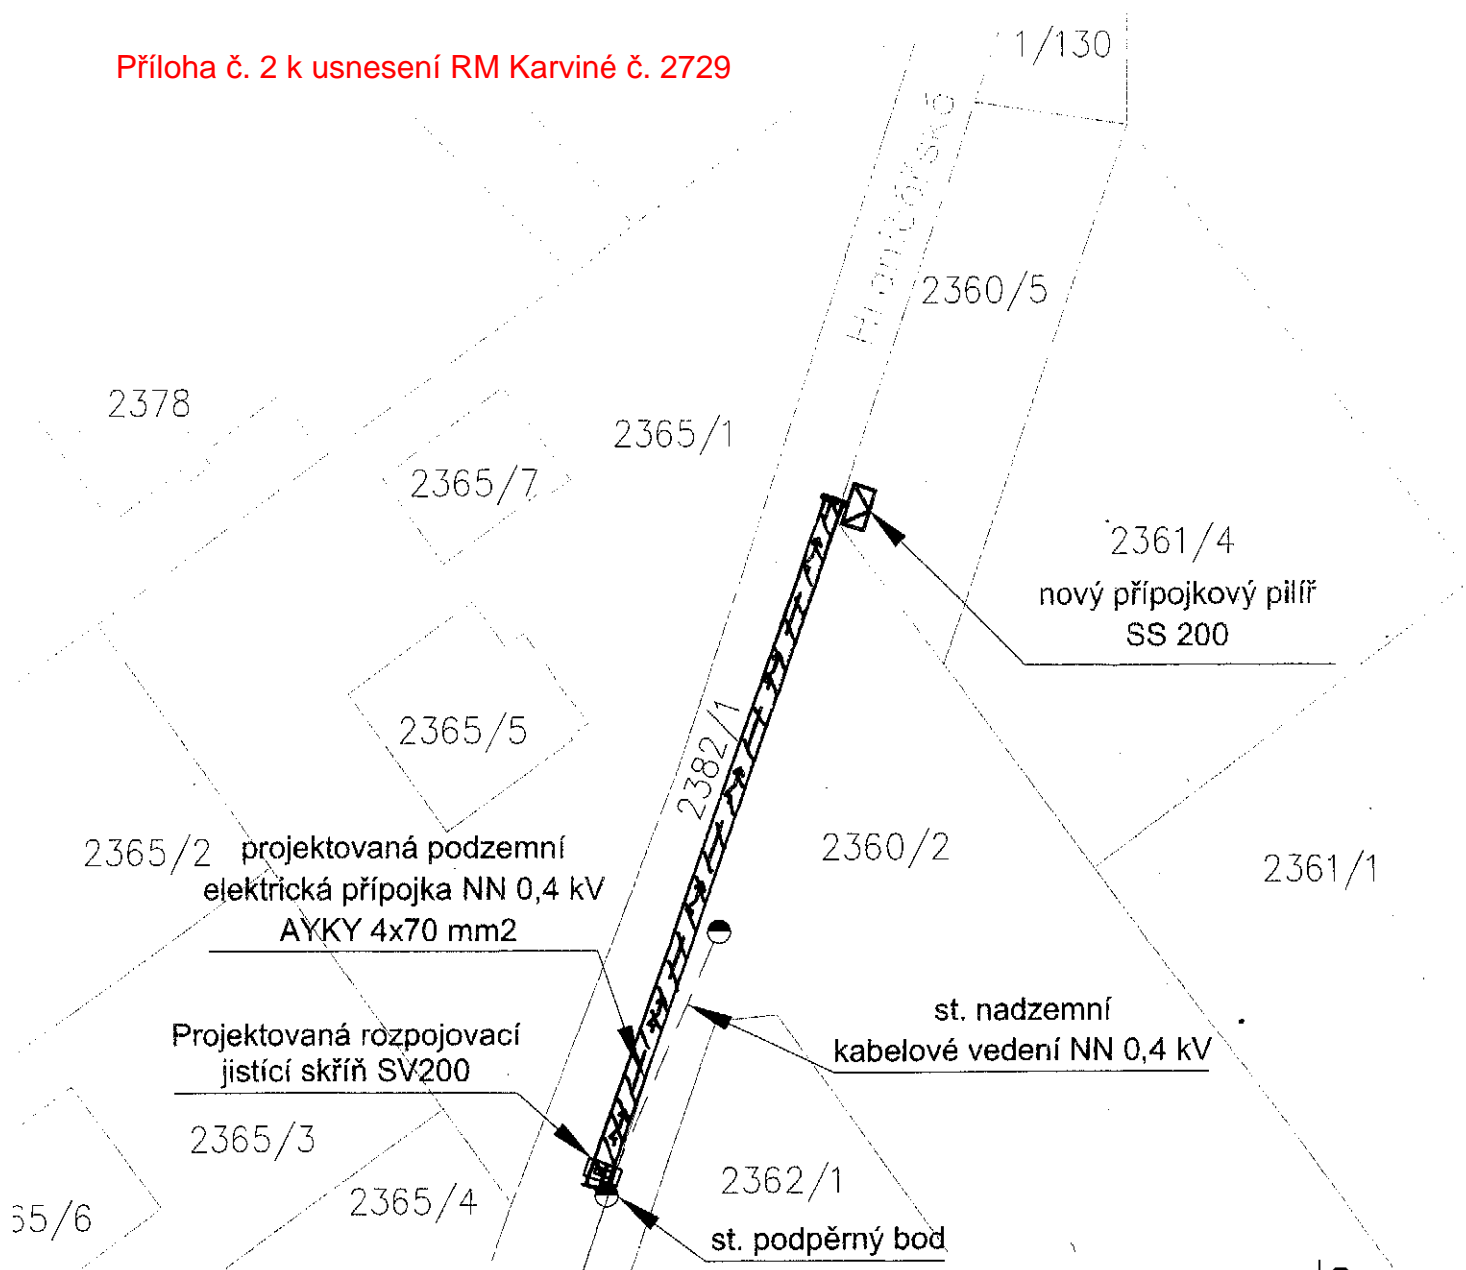 1/130
Příloha č. 2 k usnesení RM Karviné č. 2729
2360/5
2378
2365/1
2365/7
2361/4
nový přípojkový pilíř
SS 200
2365/5
2382/1
2365/2
projektovaná podzemní
elektrická přípojka NN 0,4 kV
AYKY 4x70 mm2
2360/2
2361/1
st. nadzemní
kabelové vedení NN 0,4 kV
Projektovaná rozpojovací
jistící skříň SV200
2365/3
2365/4
2362/1
65/6
st. podpěrný bod